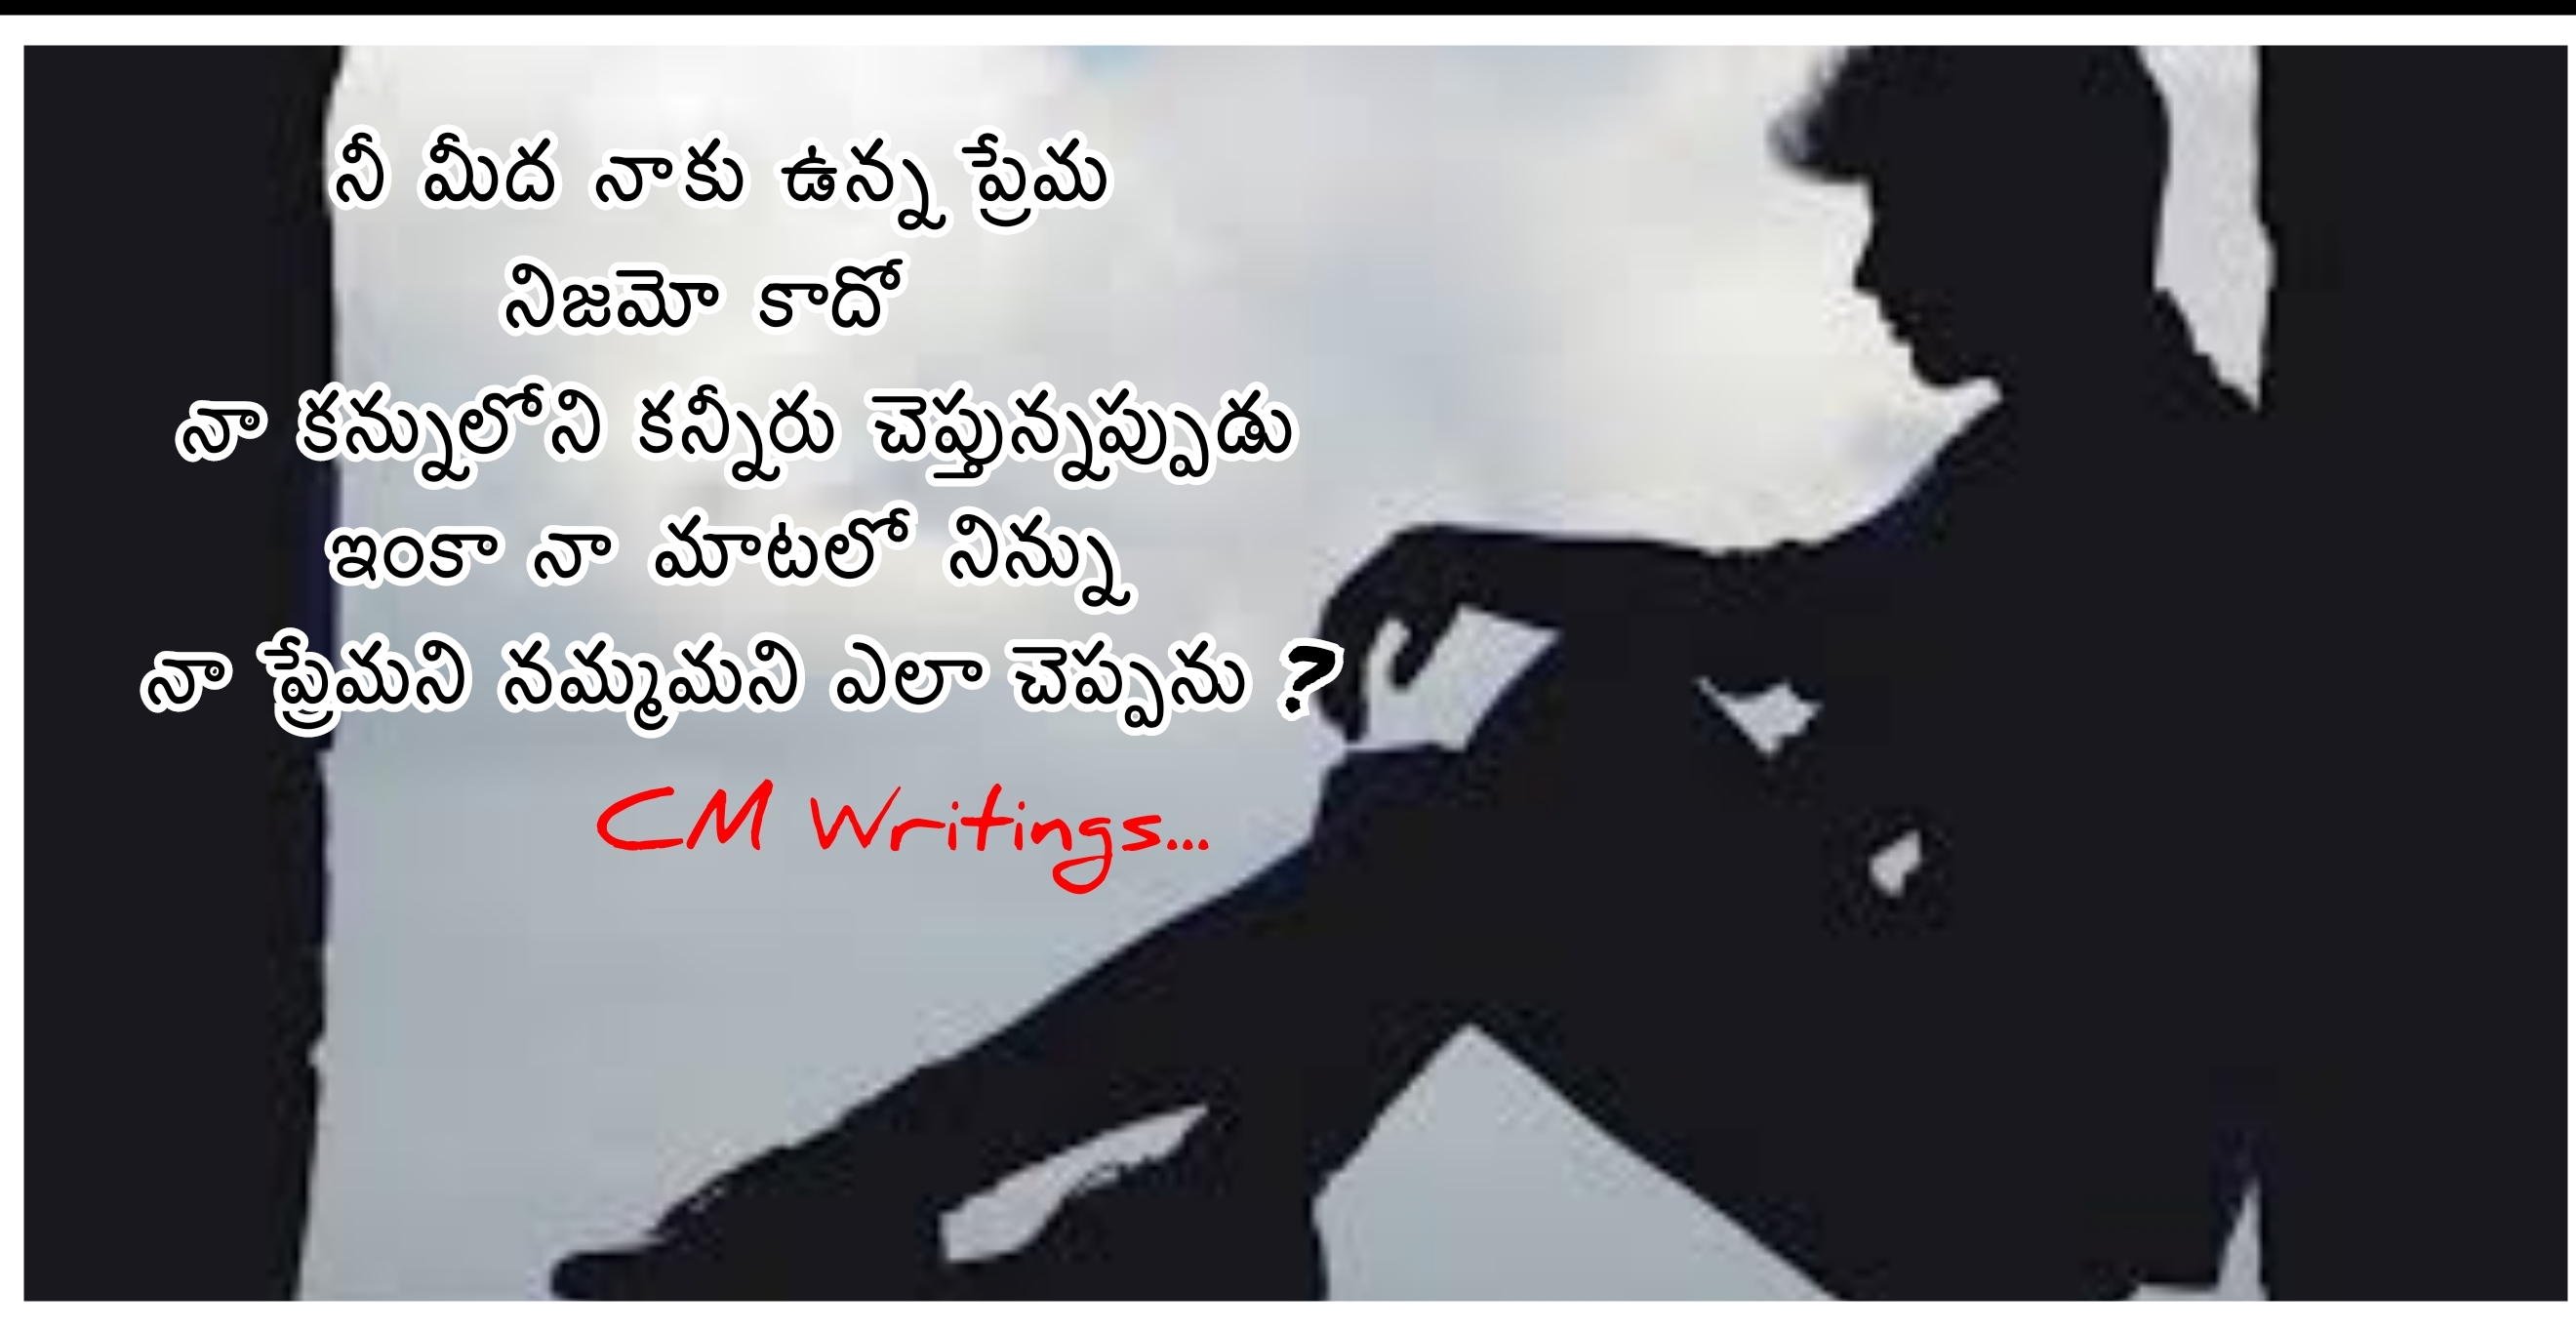 నీ మీద నాకు ఉన్న ప్రేమ
నిజమో కాదో
నా కన్నులోని కన్నీరు చెప్తున్నప్పుడు
ఇంకా నా మాటలో నిన్ను
నా ప్రేమని నమ్మమని ఎలా చెప్పను ?
CM Writings...